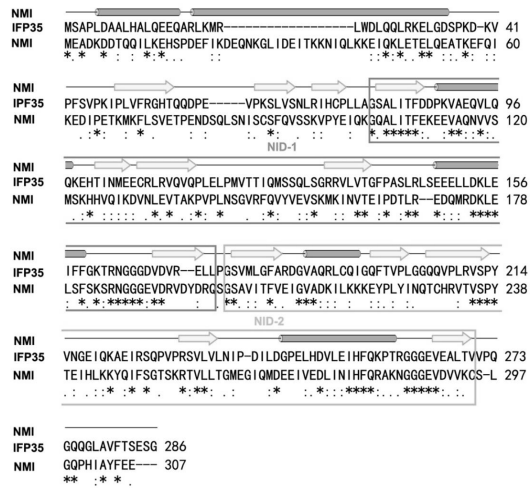 NMI
IFP35 MSAPLDAALHALQEEQARLKMR------------------LWDLQQLRKELGDSPKD-KV 41
NMI MEADKDDTQQILKEHSPDEFIKDEQNKGLIDEITKKNIQLKKEIQKLETELQEATKEFQI 60
NMI
IPF35 PFSVPKIPLVFRGHTQQDPE-----VPKSLVSNLRIHCPLLAGSALITFDDPKVAEQVLQ 96
NMI KEDIPETKMKFLSVETPENDSQLSNISCSFQVSSKVPYEIQKGQALITFEKEEVAQNVVS 120
NID-1
NMI
IFP35 QKEHTINMEECRLRVQVQPLELPMVTTIQMSSQLSGRRVLVTGFPASLRLSEEELLDKLE 156
NMI MSKHHVQIKDVNLEVTAKPVPLNSGVRFQVYVEVSKMKINVTEIPDTLR--EDQMRDKLE 178
NMI
IFP35 IFFGKTRNGGGDVDVR--ELLPGSVMLGFARDGVAQRLCQIGQFTVPLGGQQVPLRVSPY 214
NMI LSFSKSRNGGGEVDRVDYDRQSGSAVITFVEIGVADKILKKKEYPLYINQTCHRVTVSPY 238
NID-2
NMI
IFP35 VNGEIQKAEIRSQPVPRSVLVLNIP-DILDGPELHDVLEIHFQKPTRGGGEVEALTVVPQ 273
NMI TEIHLKKYQIFSGTSKRTVLLTGMEGIQMDEEIVEDLINIHFQRAKNGGGEVDVVKCS-L 297
NMI
IFP35 GQQGLAVFTSESG 286
NMI GQPHIAYFEE--- 307